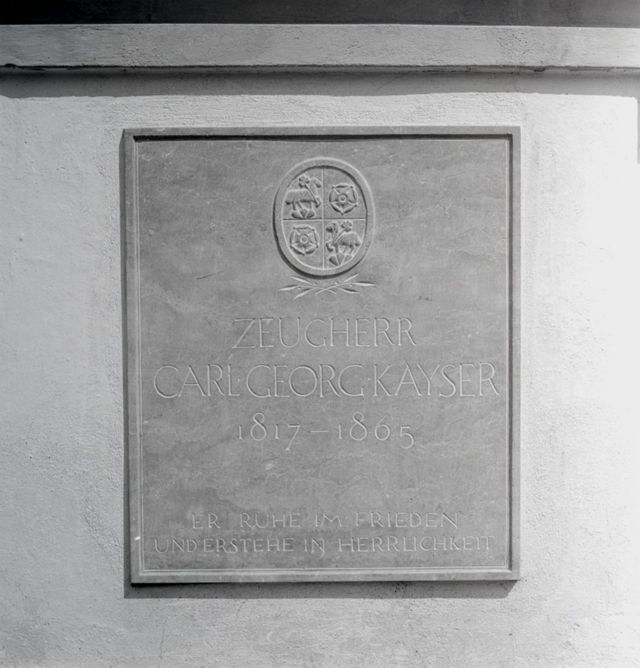 ZEUGHERR
CARL·GEORG·KAYSER
1817–1865
ER RUHE IM FRIEDEN
UND ERSTEHE IN HERRLICHKEIT